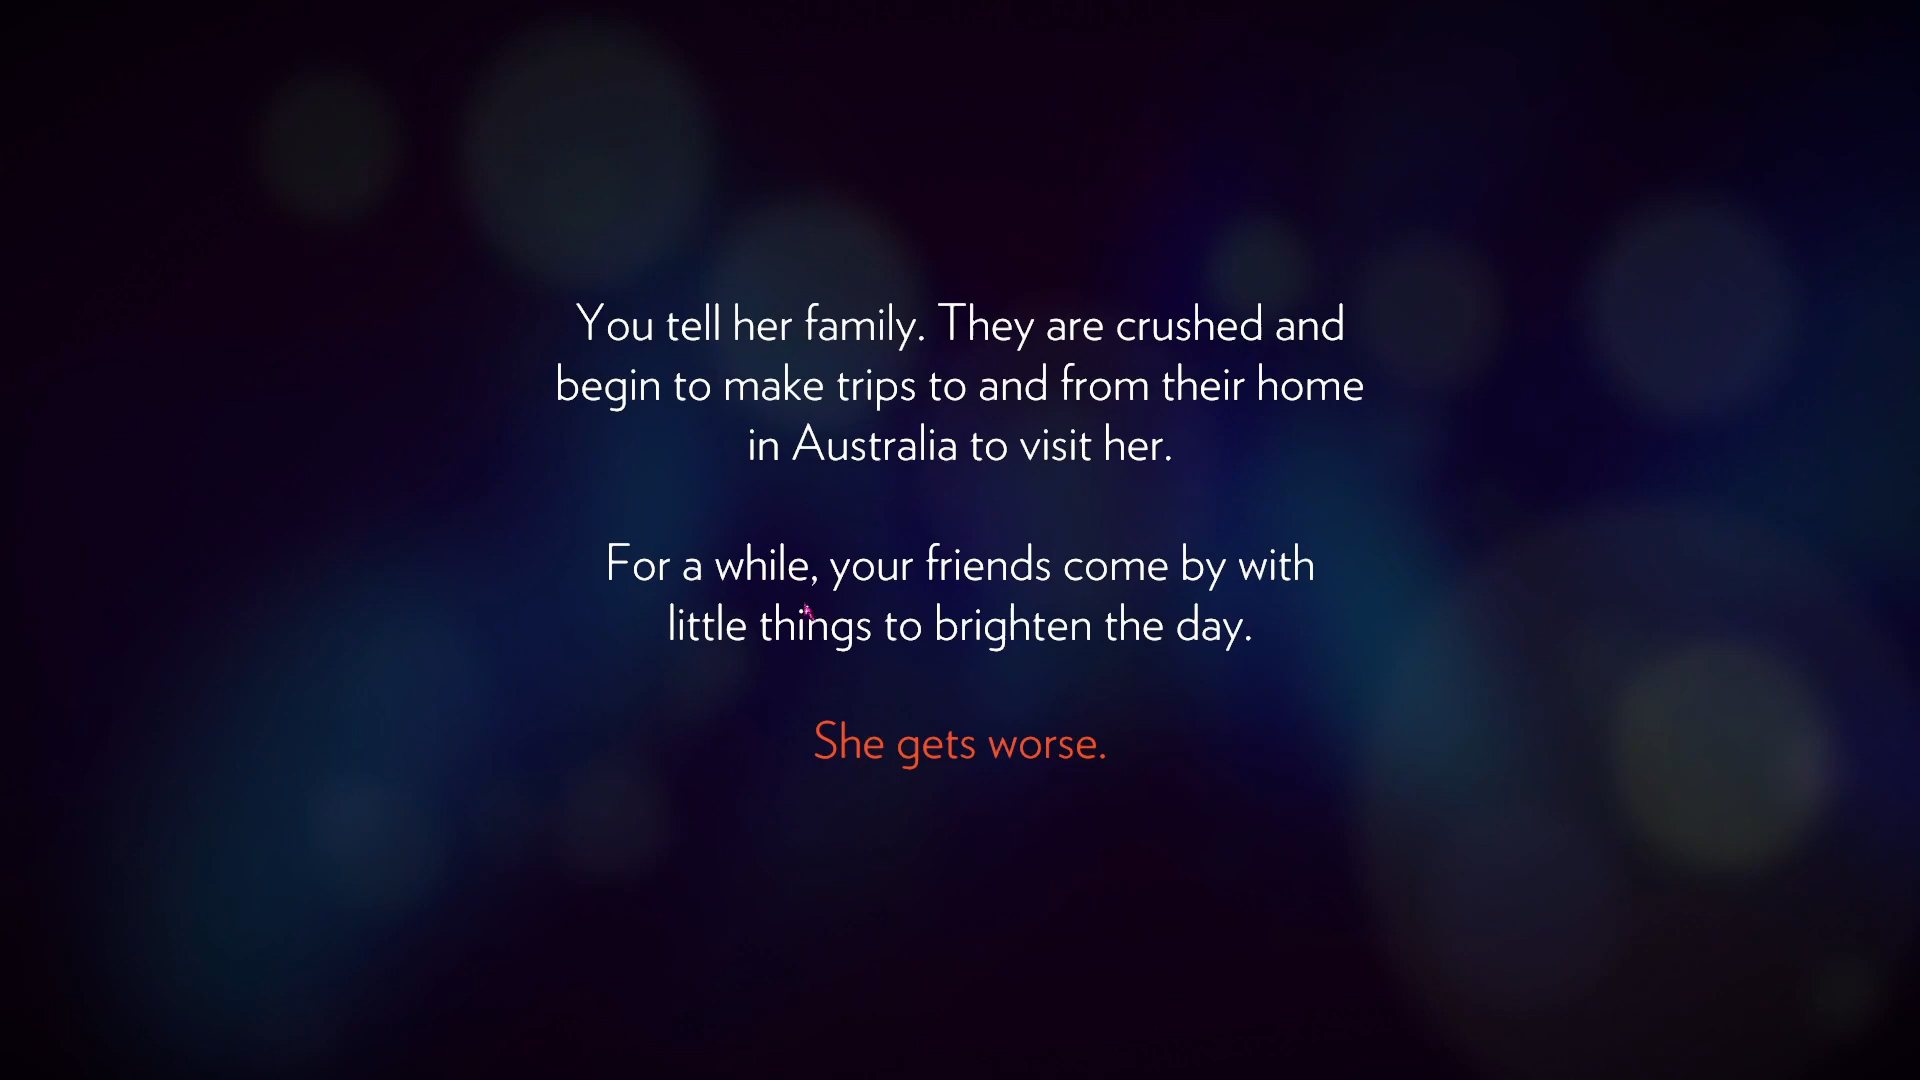 You tell her family. They are crushed and
begin to make trips to and from their home
in Australia to visit her.
For a while, your friends come by with
little things to brighten the day.
She gets worse.